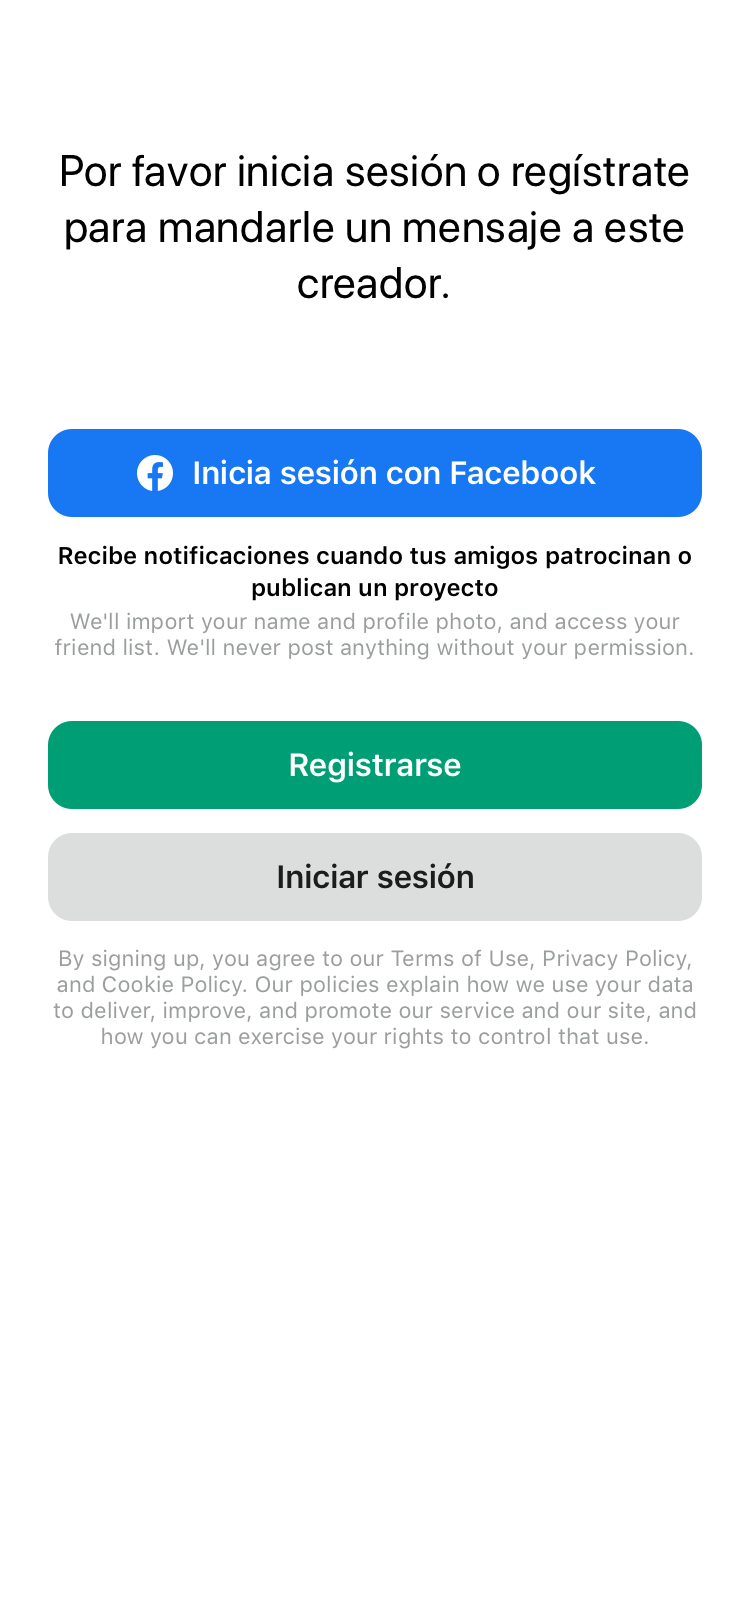 Por favor inicia sesión o regístrate
para mandarle un mensaje a este
creador.
Inicia sesión con Facebook
Recibe notificaciones cuando tus amigos patrocinan o
publican un proyecto
We'll import your name and profile photo, and access your
friend list. We'll never post anything without your permission.
Registrarse
Iniciar sesión
By signing up, you agree to our Terms of Use, Privacy Policy,
and Cookie Policy. Our policies explain how we use your data
to deliver, improve, and promote our service and our site, and
how you can exercise your rights to control that use.